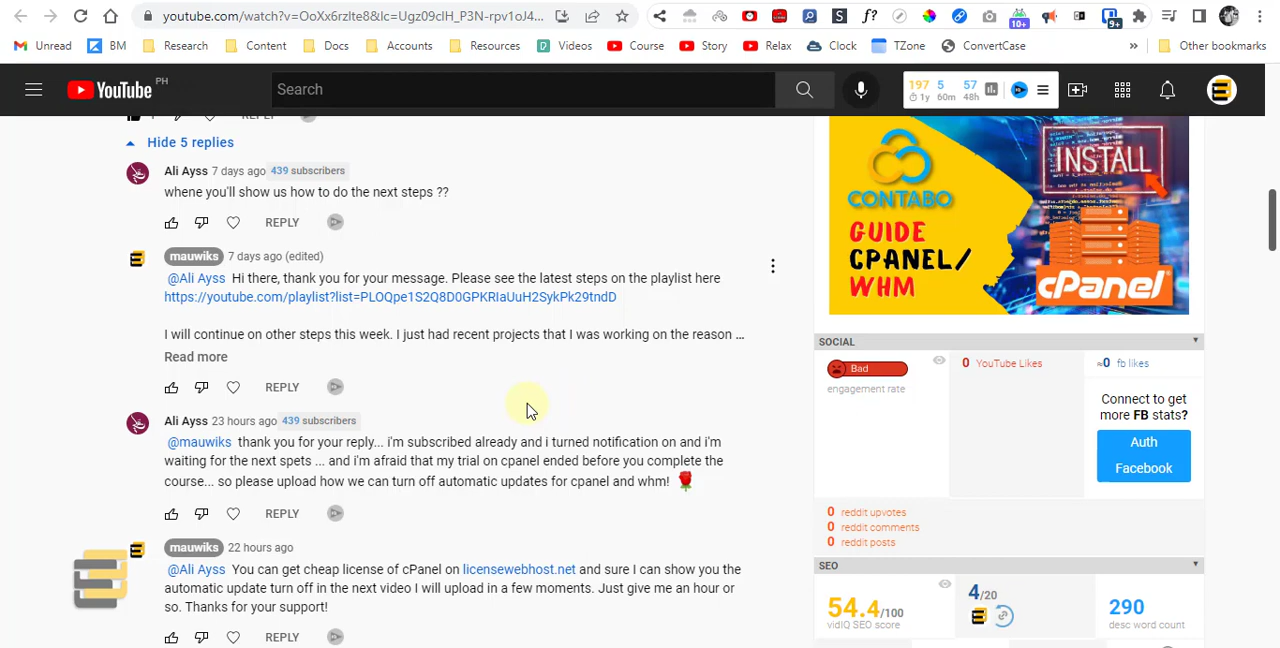 youtube.com/watch?v=OoXx6rzlte8&lc=Ugz09clH_P3N-rpv1oJ4...
10+
9+
Unread
BM
Research
Content
Docs
Accounts
Resources
Videos
Course
Story
Relax
Clock
TZone
ConvertCase
»
Other bookmarks
YouTube PH
Search
197 5 57
1y 60m 48h
REPLY
Hide 5 replies
Ali Ayss 7 days ago 439 subscribers
whene you'll show us how to do the next steps ??
REPLY
mauwiks 7 days ago (edited)
@Ali Ayss Hi there, thank you for your message. Please see the latest steps on the playlist here
https://youtube.com/playlist?list=PLOQpe1S2Q8D0GPKRIaUuH2SykPk29tndD
I will continue on other steps this week. I just had recent projects that I was working on the reason ...
Read more
REPLY
Ali Ayss 23 hours ago 439 subscribers
@mauwiks thank you for your reply... i'm subscribed already and i turned notification on and i'm
waiting for the next spets ... and i'm afraid that my trial on cpanel ended before you complete the
course... so please upload how we can turn off automatic updates for cpanel and whm!
REPLY
mauwiks 22 hours ago
@Ali Ayss You can get cheap license of cPanel on licensewebhost.net and sure I can show you the
automatic update turn off in the next video I will upload in a few moments. Just give me an hour or
so. Thanks for your support!
REPLY
CONTABO
GUIDE
CPANEL/
WHM
INSTALL
cPanel
SOCIAL
Bad
engagement rate
0 YouTube Likes
≈0 fb likes
Connect to get
more FB stats?
Auth
Facebook
0 reddit upvotes
0 reddit comments
0 reddit posts
SEO
54.4/100
vidIQ SEO score
4/20
290
desc word count